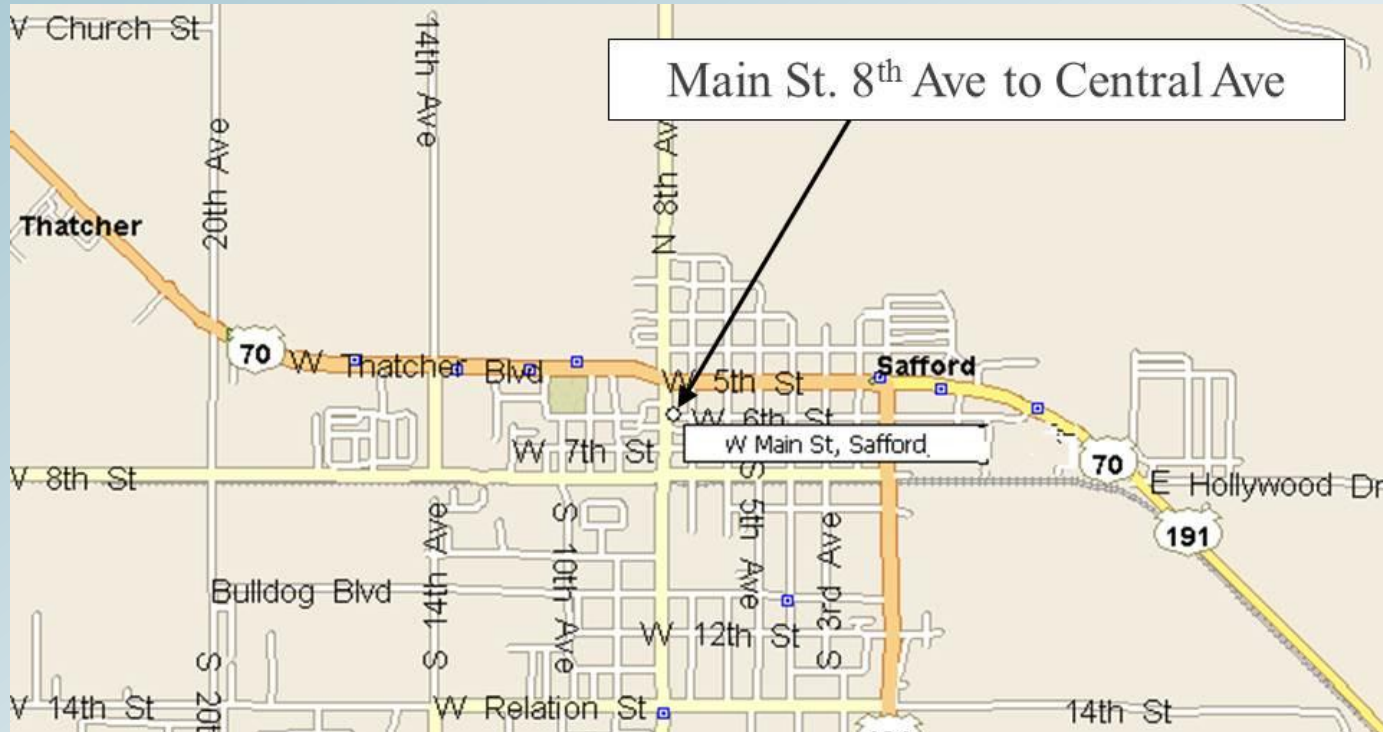 V Church St
14th Ave
Main St. 8th Ave to Central Ave
20th Ave
N 8th Av
Thatcher
70
W Thatcher Blvd
W 5th St
Safford
W 6th St
W 7th St
W Main St, Safford
V 8th St
S 5th Ave
70
E Hollywood Dr
191
S 14th Ave
S 10th Ave
S 3rd Ave
Bulldog Blvd
W 12th St
S 20t
V 14th St
W Relation St
14th St